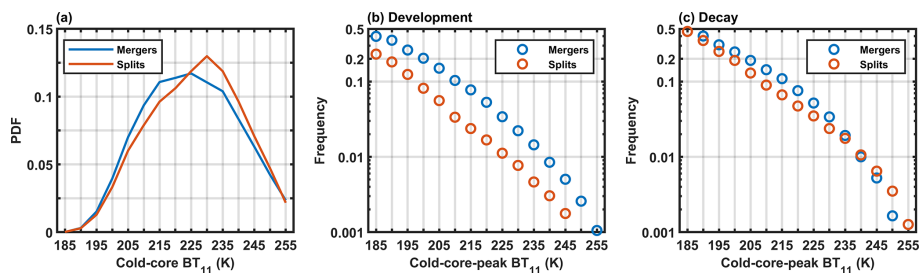 (a)
Mergers
Splits
PDF
0.15
0.1
0.05
0
185 195 205 215 225 235 245 255
Cold-core BT11 (K)
(b) Development
Mergers
Splits
Frequency
0.5
0.2
0.1
0.01
0.001
185 195 205 215 225 235 245 255
Cold-core-peak BT11 (K)
(c) Decay
Mergers
Splits
Frequency
0.5
0.2
0.1
0.01
0.001
185 195 205 215 225 235 245 255
Cold-core-peak BT11 (K)